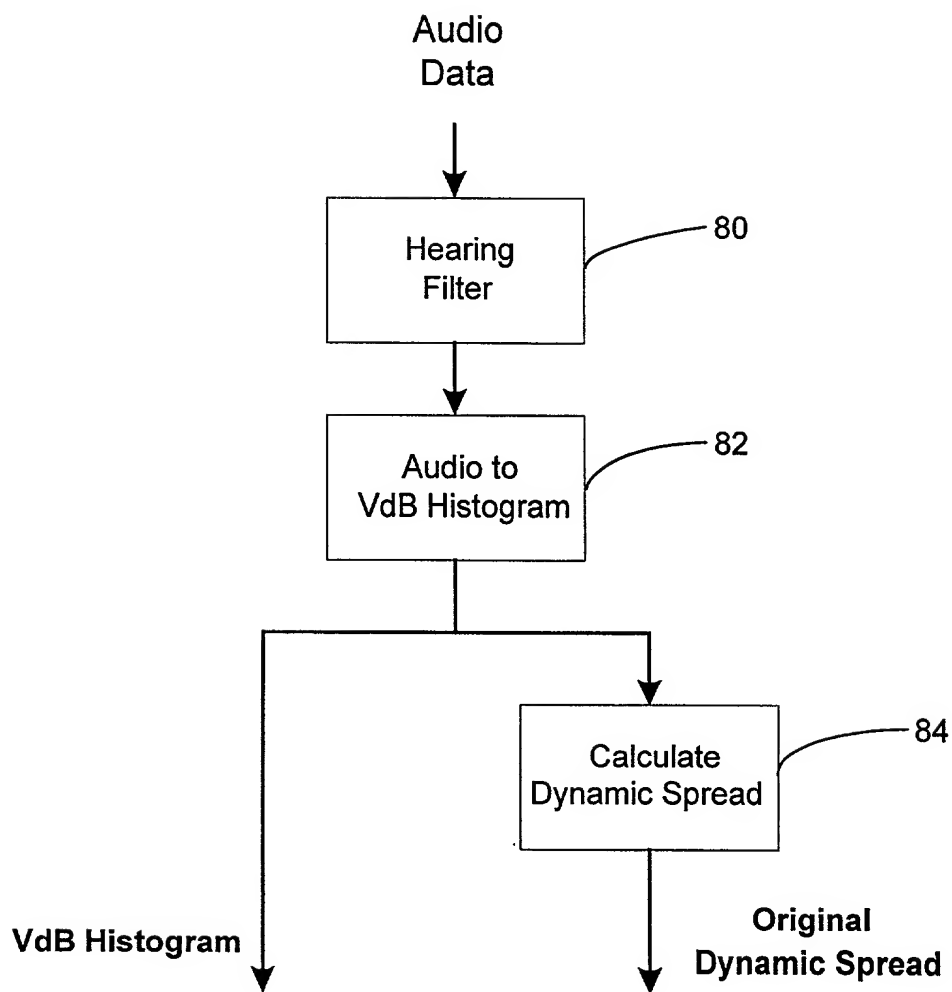 Audio
Data
80
Hearing
Filter
82
Audio to
VdB Histogram
84
Calculate
Dynamic Spread
VdB Histogram
Original
Dynamic Spread